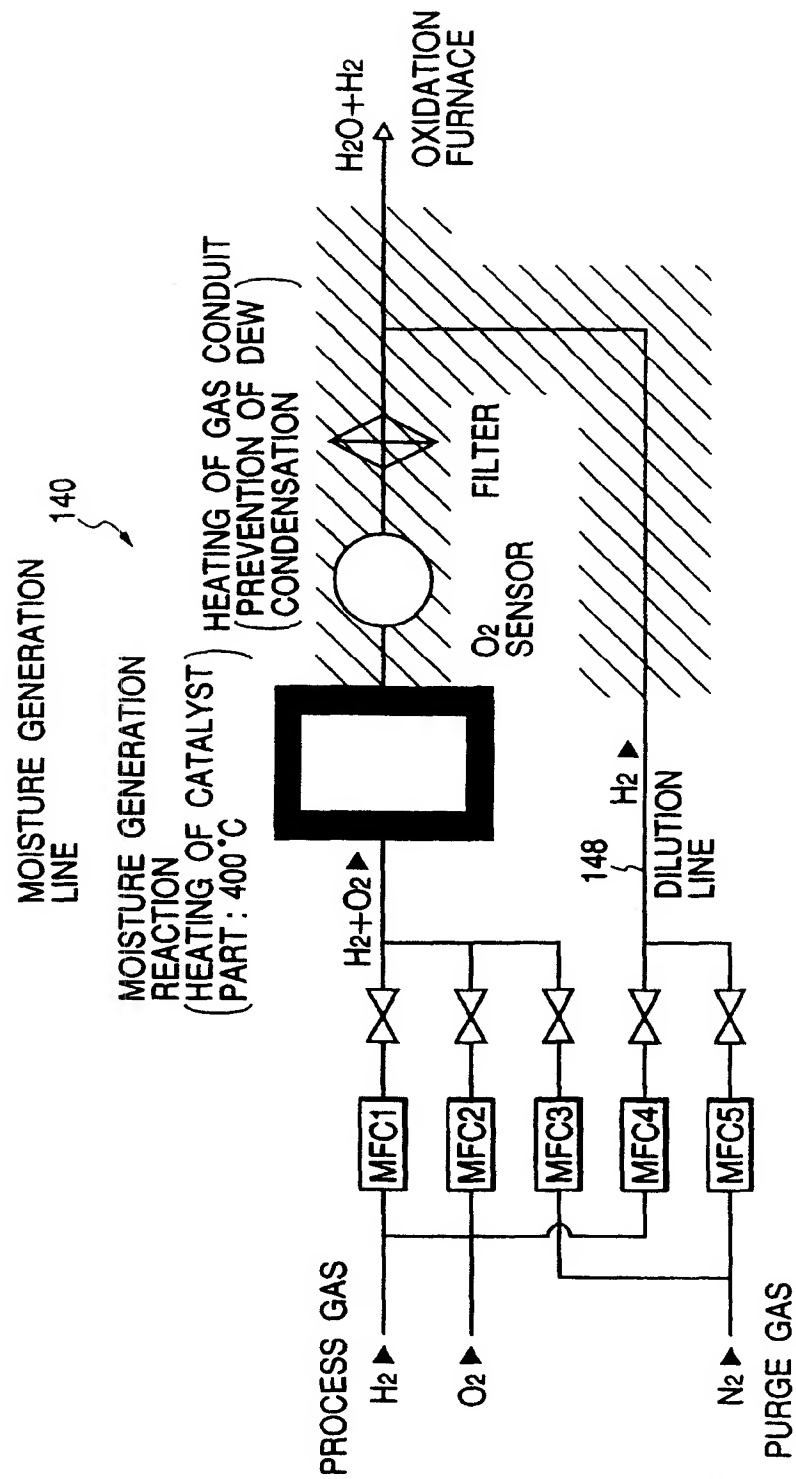 MOISTURE GENERATION
LINE
140
MOISTURE GENERATION
REACTION
(HEATING OF CATALYST)
(PART : 400°C
HEATING OF GAS CONDUIT
(PREVENTION OF DEW)
(CONDENSATION
PROCESS GAS
H2
O2
N2
PURGE GAS
MFC1
MFC2
MFC3
MFC4
MFC5
H2+O2
148
H2
DILUTION
LINE
O2
SENSOR
FILTER
H2O+H2
OXIDATION
FURNACE